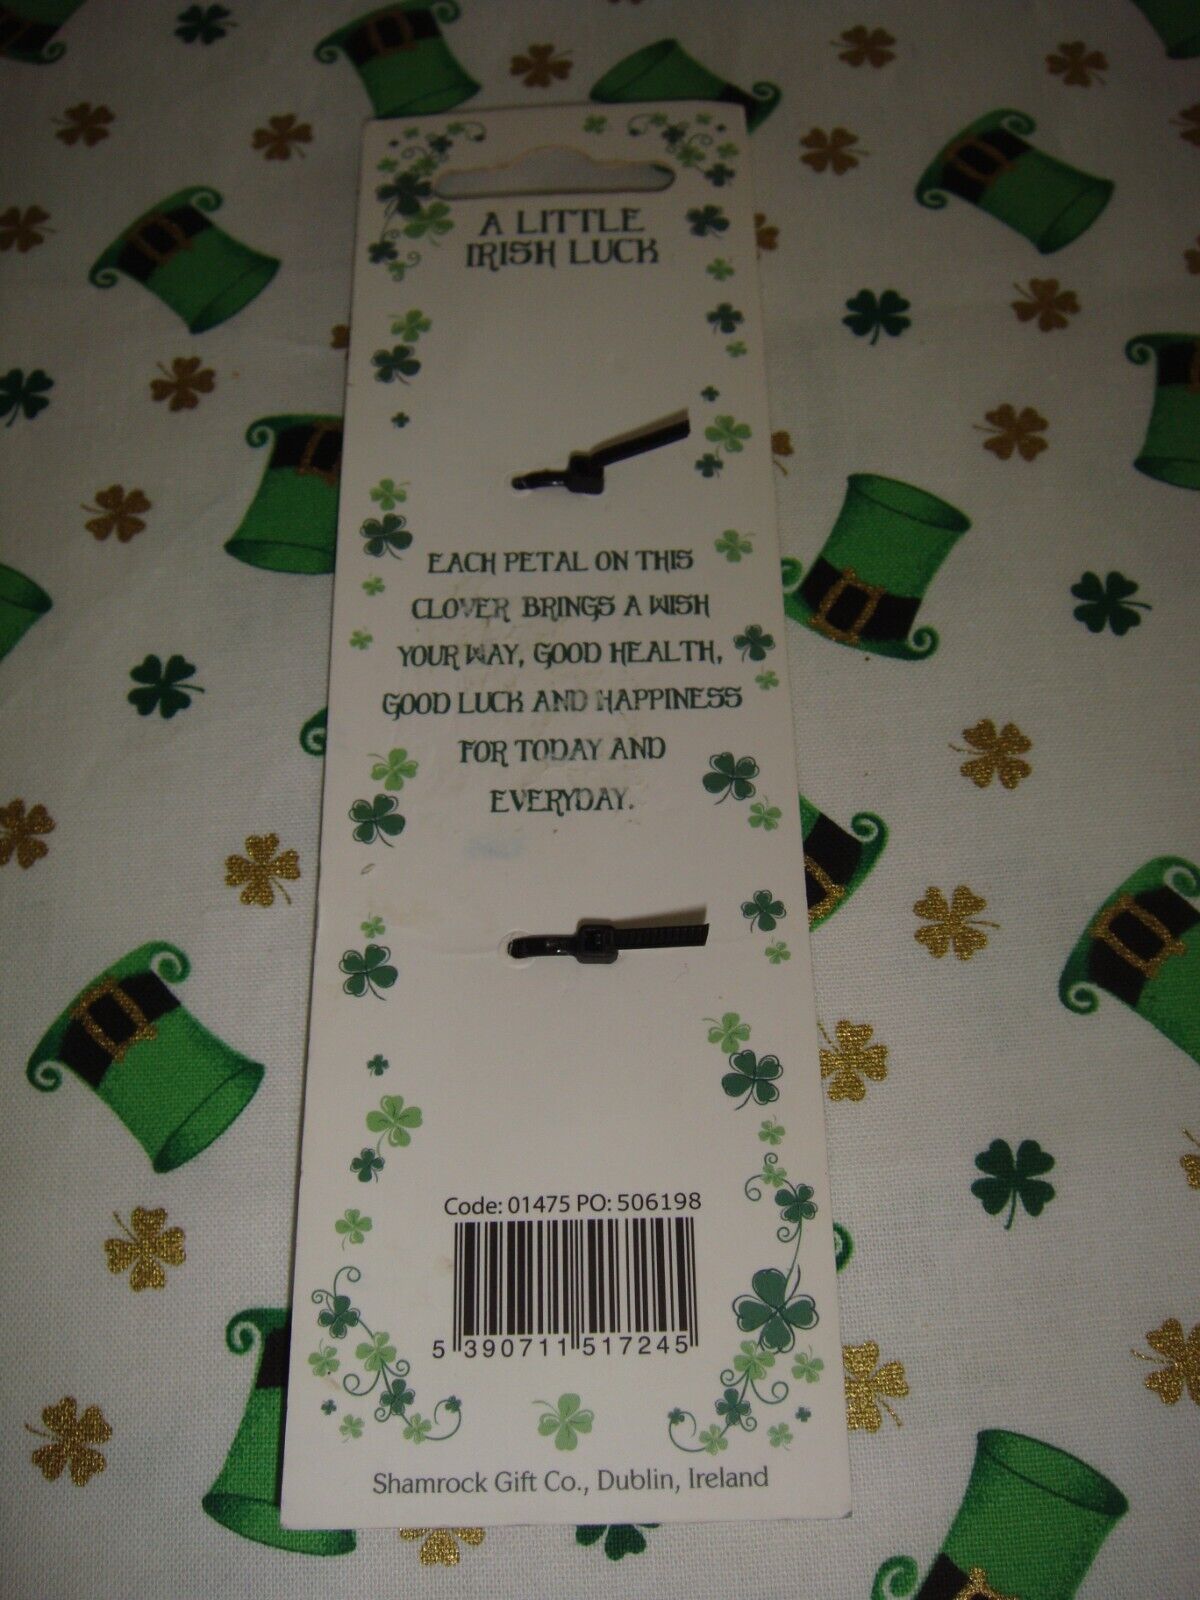 A LITTLE
IRISH LUCK
EACH PETAL ON THIS
CLOVER BRINGS A WISH
YOUR WAY, GOOD HEALTH,
GOOD LUCK AND HAPPINESS
FOR TODAY AND
EVERYDAY.
Code: 01475 PO: 506198
5 390711 517245
Shamrock Gift Co., Dublin, Ireland